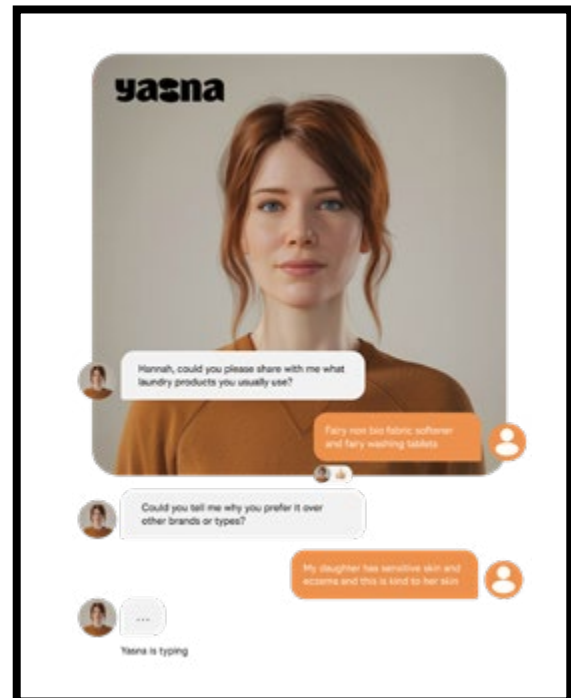 yasna
Hannah, could you please share with me what
laundry products you usually use?
Fairy non bio fabric softener
and fairy washing tablets
Could you tell me why you prefer it over
other brands or types?
My daughter has sensitive skin and
eczema and this is kind to her skin
...
Yasna is typing